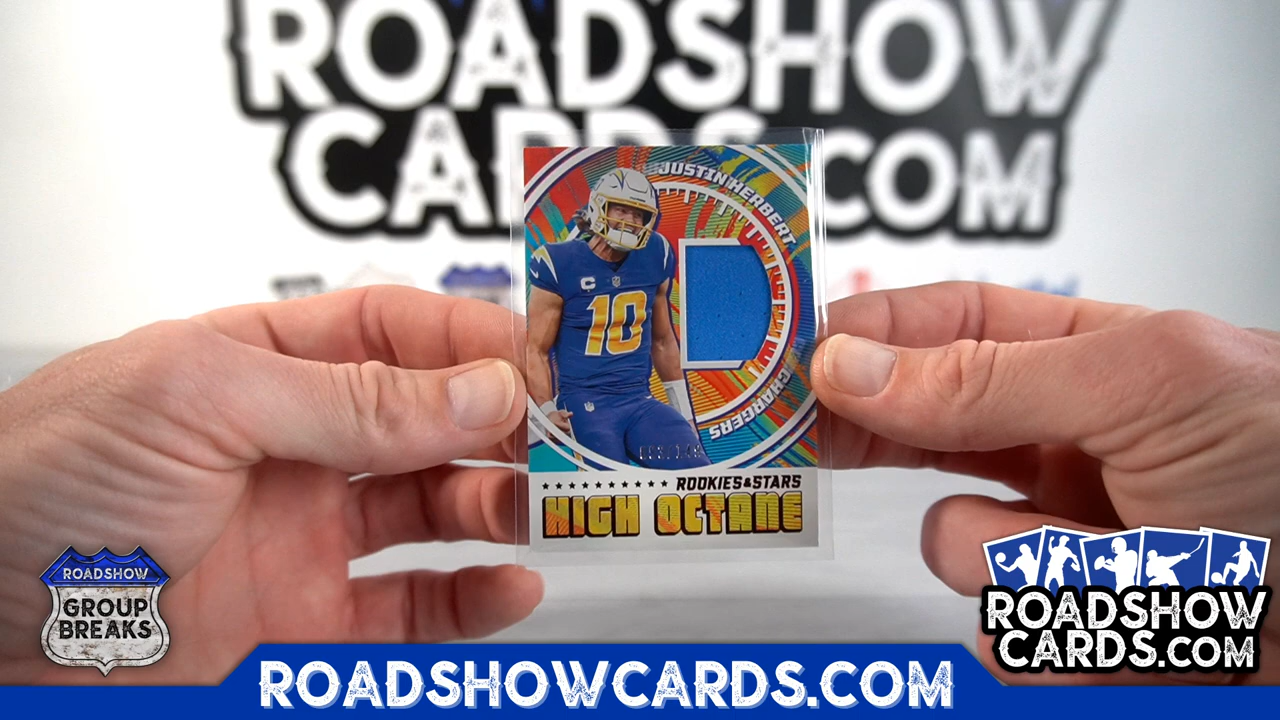 ROADSHOW
CARDS.COM
JUSTIN HERBERT
C
10
CHARGERS
ROOKIES & STARS
HIGH OCTANE
ROADSHOW
GROUP
BREAKS
ROADSHOW
CARDS.COM
ROADSHOWCARDS.COM